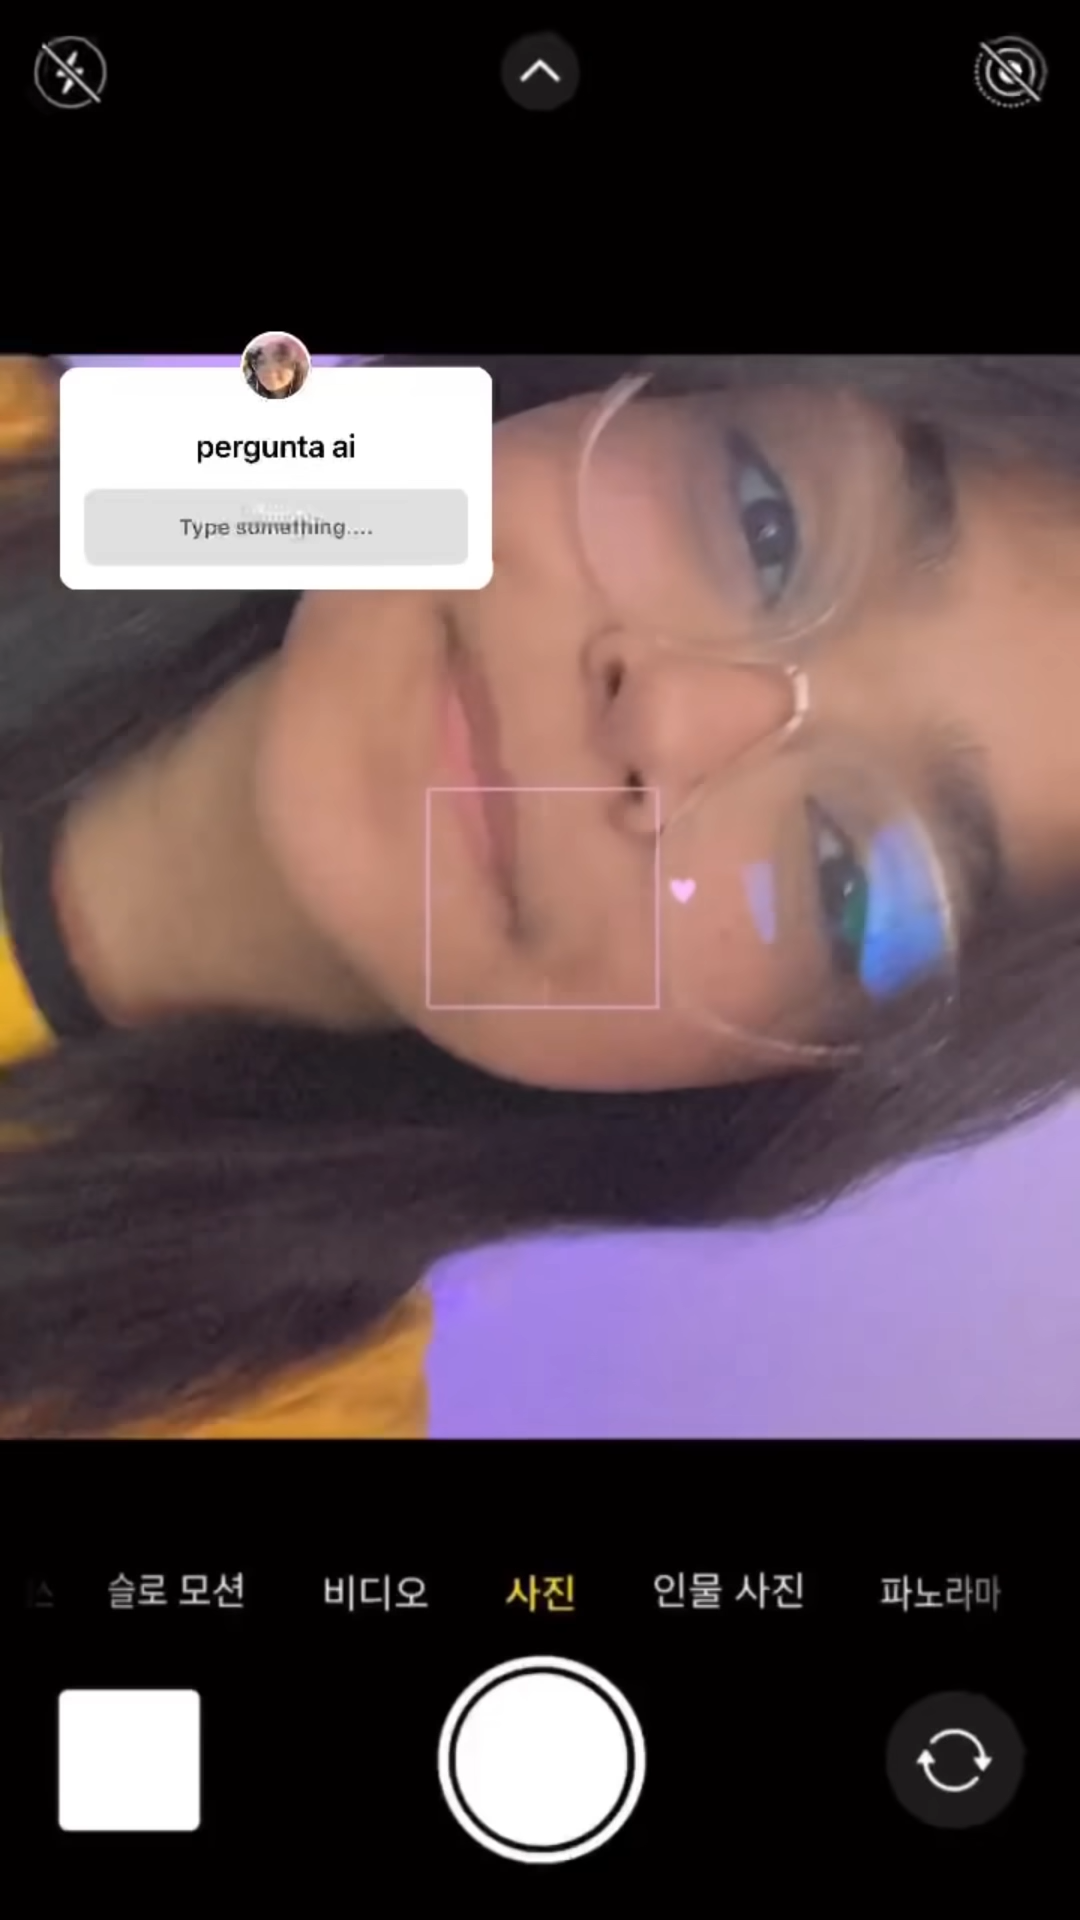 pergunta ai
Type something....
슬로 모션 비디오 사진 인물 사진 파노라마